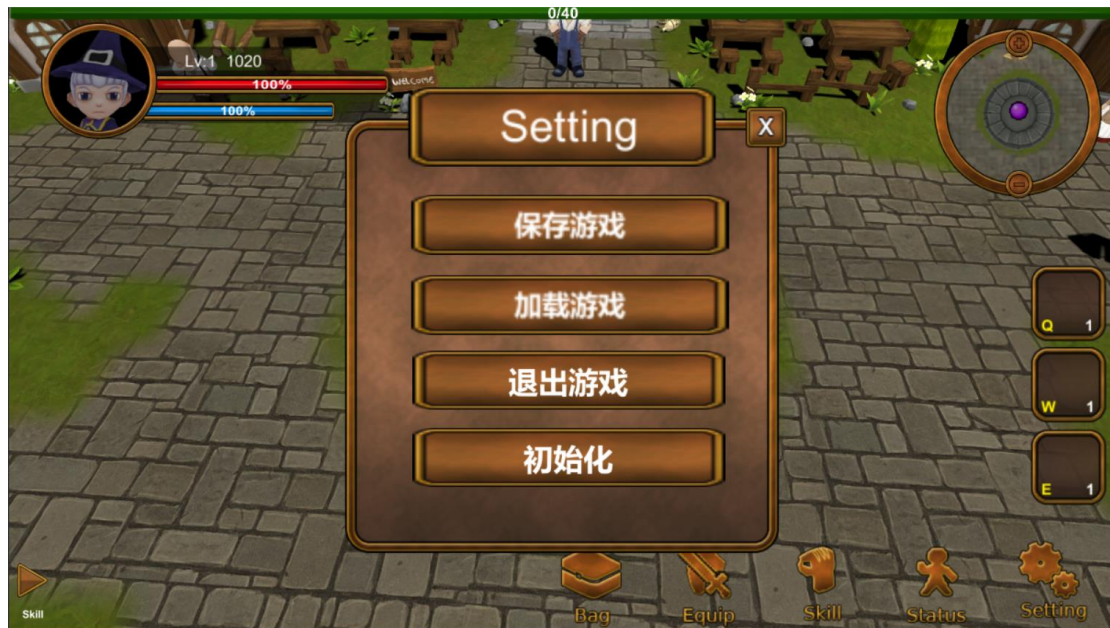 0/40
Lv:1 1020
100%
100%
WELCOME
Setting
X
保存游戏
加载游戏
退出游戏
初始化
Q 1
W 1
E 1
Skill
Bag
Equip
Skill
Status
Setting